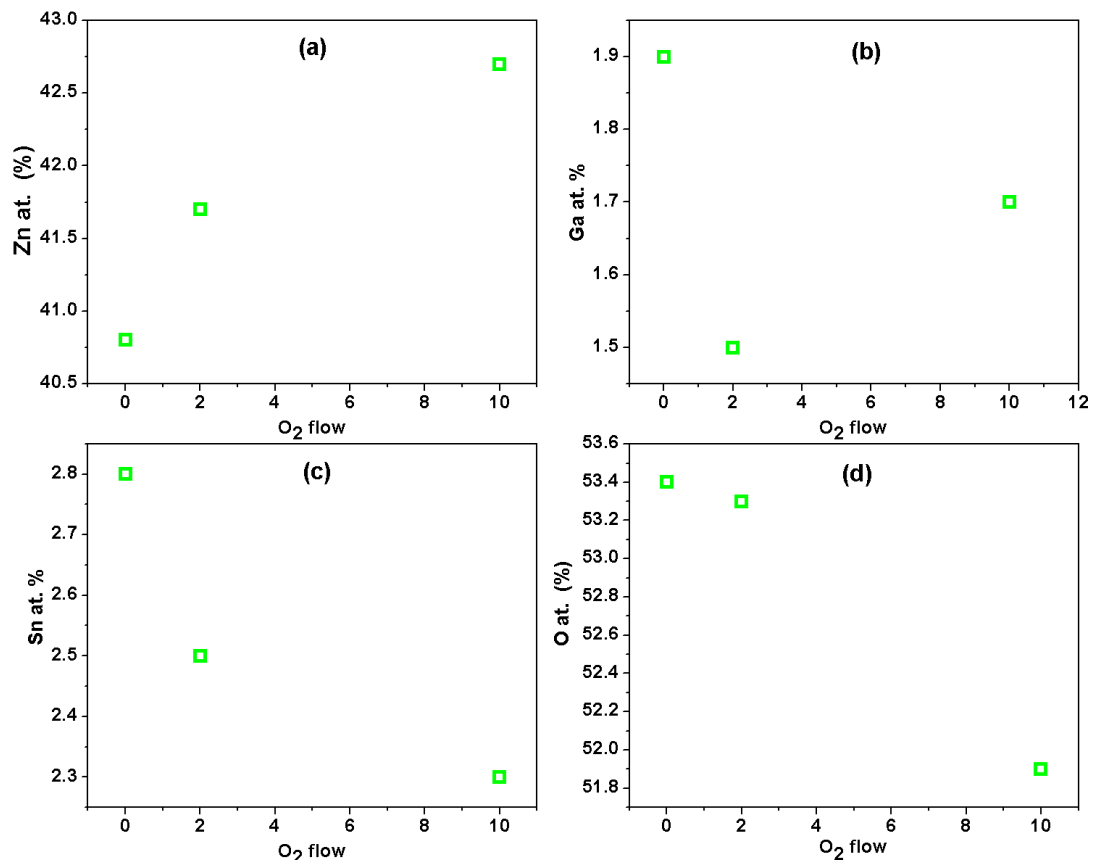 (a)
Zn at. (%)
43.0
42.5
42.0
41.5
41.0
40.5
0 2 4 6 8 10
O2 flow
(b)
Ga at. %
1.9
1.8
1.7
1.6
1.5
0 2 4 6 8 10 12
O2 flow
(c)
Sn at. %
2.8
2.7
2.6
2.5
2.4
2.3
0 2 4 6 8 10
O2 flow
(d)
O at. (%)
53.6
53.4
53.2
53.0
52.8
52.6
52.4
52.2
52.0
51.8
0 2 4 6 8 10
O2 flow